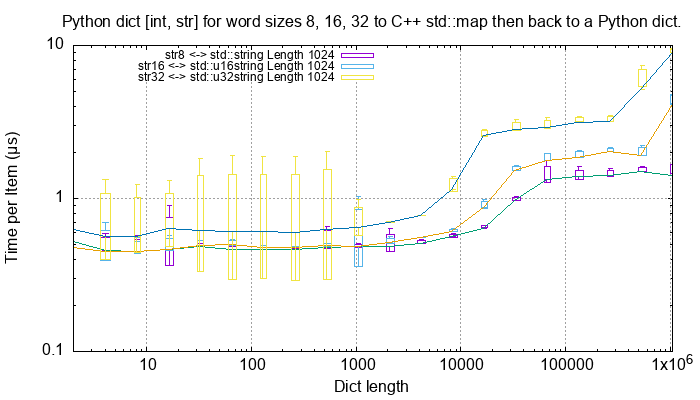 Python dict [int, str] for word sizes 8, 16, 32 to C++ std::map then back to a Python dict.
10
str8 <-> std::string Length 1024
str16 <-> std::u16string Length 1024
str32 <-> std::u32string Length 1024
Time per Item (µs)
1
0.1
10 100 1000 10000 100000 1x10⁶
Dict length